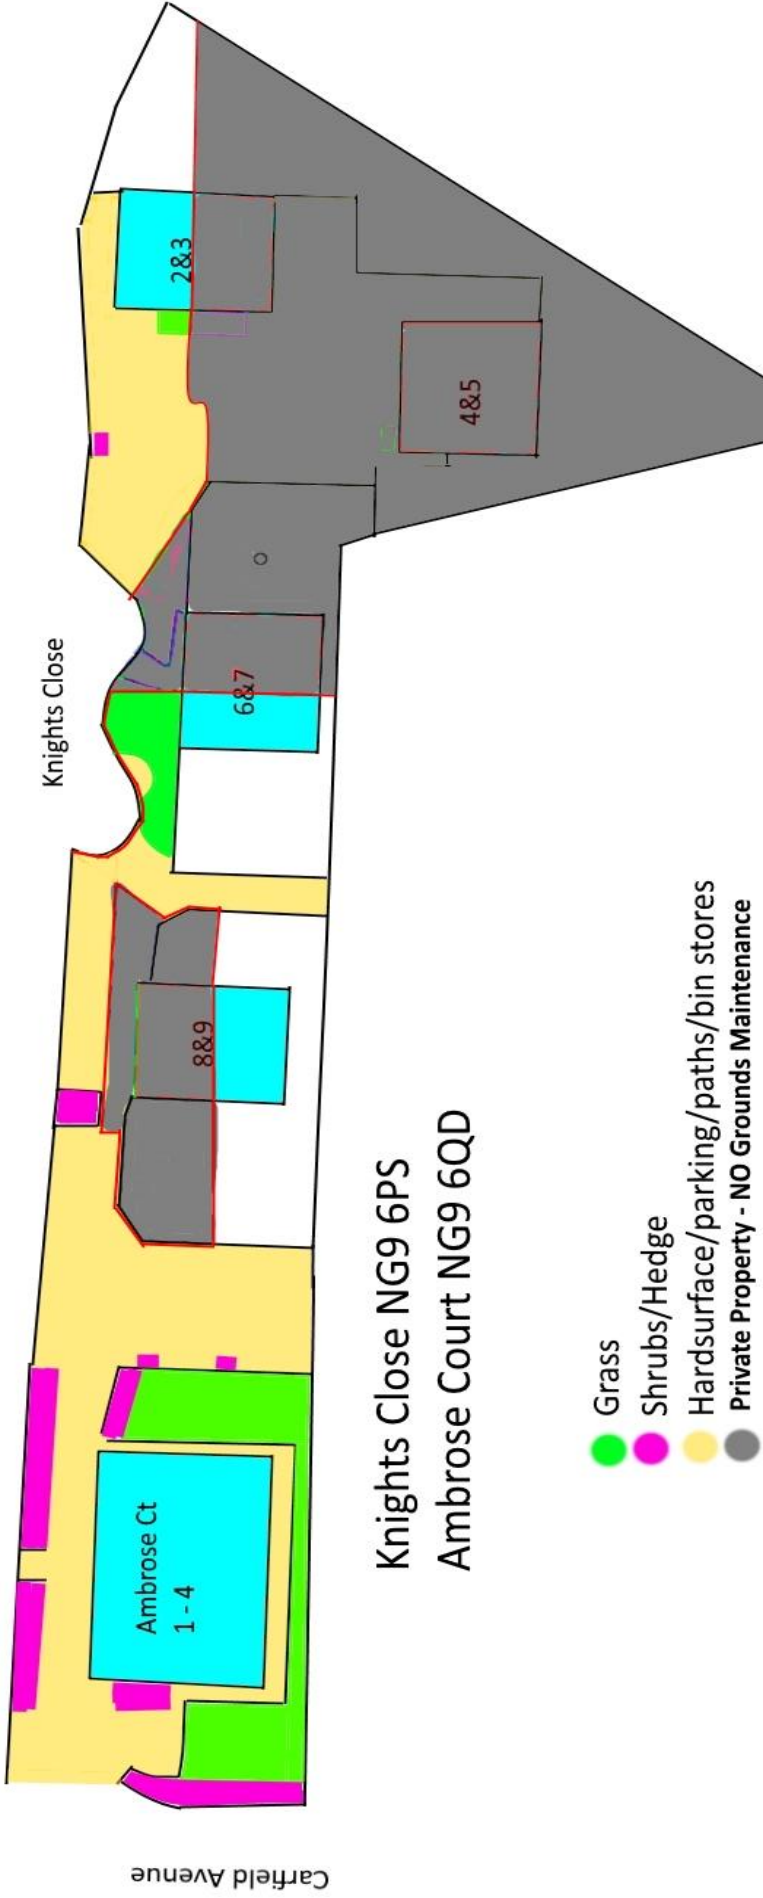 Carfield Avenue
Knights Close
Ambrose Ct
1 - 4
8&9
6&7
2&3
4&5
Knights Close NG9 6PS
Ambrose Court NG9 6QD
Grass
Shrubs/Hedge
Hardsurface/parking/paths/bin stores
Private Property - NO Grounds Maintenance